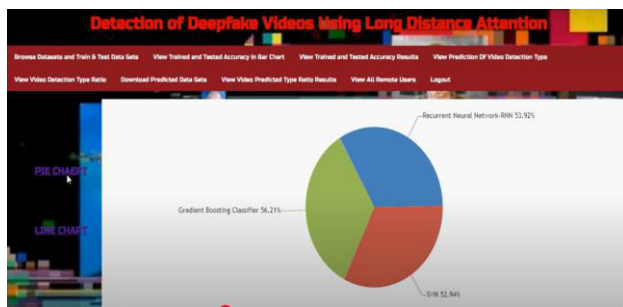 Detection of Deepfake Videos Using Long Distance Attention
Browse Datasets and Train & Test Data Sets View Trained and Tested Accuracy in Bar Chart View Trained and Tested Accuracy Results View Prediction Of Video Detection Type
View Video Detection Type Ratio Download Predicted Data Sets View Video Predicted Type Ratio Results View All Remote Users Logout
Recurrent Neural Network-RNN 53.92%
PIE CHAERT
Gradient Boosting Classifier 56.21%
LINE CHART
SVM 52.94%